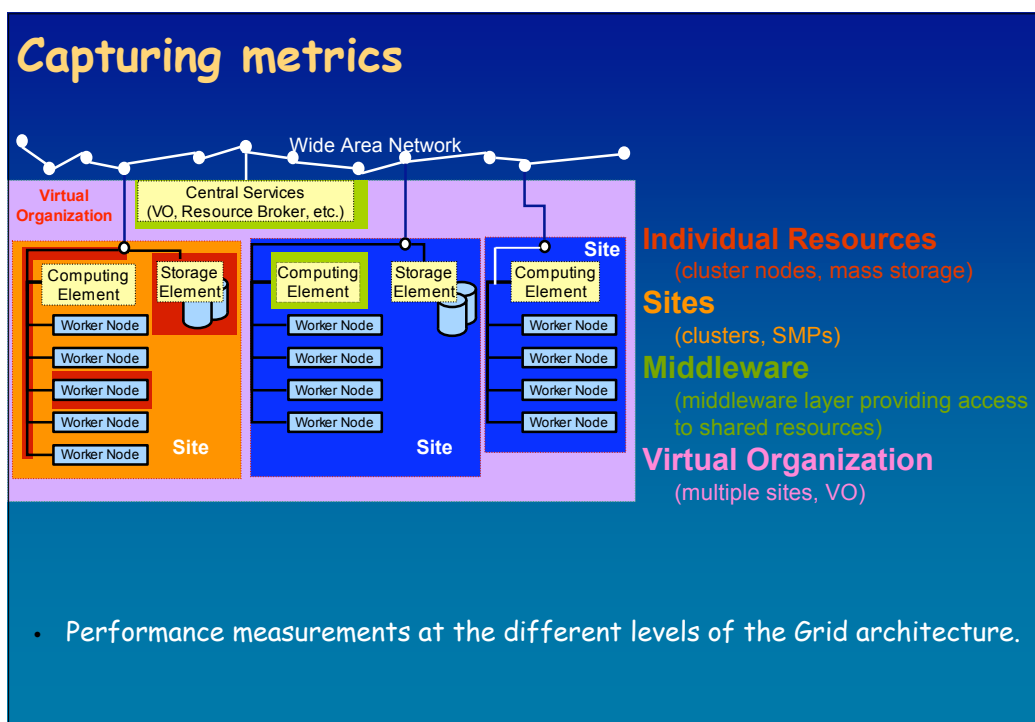 Capturing metrics
Wide Area Network
Virtual
Organization
Central Services
(VO, Resource Broker, etc.)
Computing
Element
Storage
Element
Worker Node
Worker Node
Worker Node
Worker Node
Worker Node
Site
Computing
Element
Storage
Element
Worker Node
Worker Node
Worker Node
Worker Node
Site
Site
Computing
Element
Worker Node
Worker Node
Worker Node
Worker Node
Individual Resources
(cluster nodes, mass storage)
Sites
(clusters, SMPs)
Middleware
(middleware layer providing access
to shared resources)
Virtual Organization
(multiple sites, VO)
• Performance measurements at the different levels of the Grid architecture.